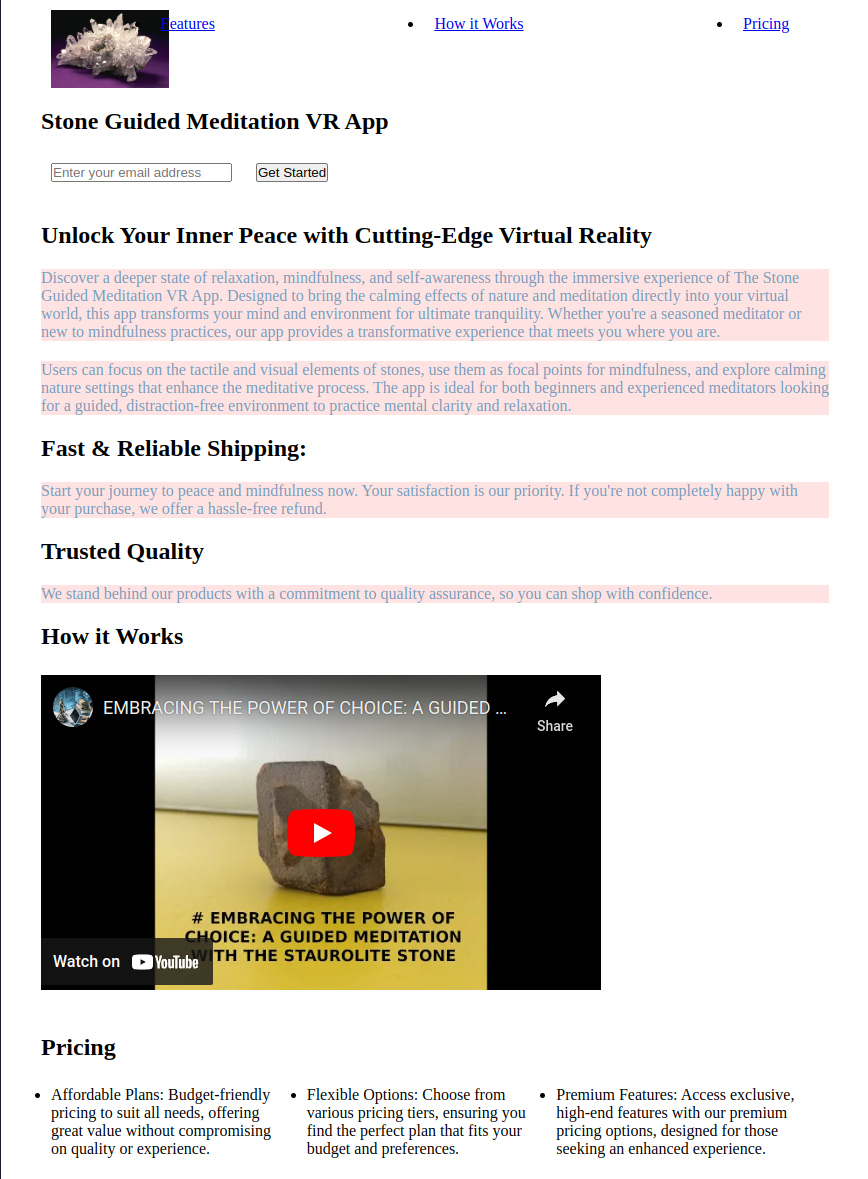 Features
How it Works
Pricing
Stone Guided Meditation VR App
Enter your email address
Get Started
Unlock Your Inner Peace with Cutting-Edge Virtual Reality
Discover a deeper state of relaxation, mindfulness, and self-awareness through the immersive experience of The Stone
Guided Meditation VR App. Designed to bring the calming effects of nature and meditation directly into your virtual
world, this app transforms your mind and environment for ultimate tranquility. Whether you're a seasoned meditator or
new to mindfulness practices, our app provides a transformative experience that meets you where you are.
Users can focus on the tactile and visual elements of stones, use them as focal points for mindfulness, and explore calming
nature settings that enhance the meditative process. The app is ideal for both beginners and experienced meditators looking
for a guided, distraction-free environment to practice mental clarity and relaxation.
Fast & Reliable Shipping:
Start your journey to peace and mindfulness now. Your satisfaction is our priority. If you're not completely happy with
your purchase, we offer a hassle-free refund.
Trusted Quality
We stand behind our products with a commitment to quality assurance, so you can shop with confidence.
How it Works
EMBRACING THE POWER OF CHOICE: A GUIDED ...
Share
# EMBRACING THE POWER OF
CHOICE: A GUIDED MEDITATION
WITH THE STAUROLITE STONE
Watch on YouTube
Pricing
Affordable Plans: Budget-friendly
pricing to suit all needs, offering
great value without compromising
on quality or experience.
Flexible Options: Choose from
various pricing tiers, ensuring you
find the perfect plan that fits your
budget and preferences.
Premium Features: Access exclusive,
high-end features with our premium
pricing options, designed for those
seeking an enhanced experience.